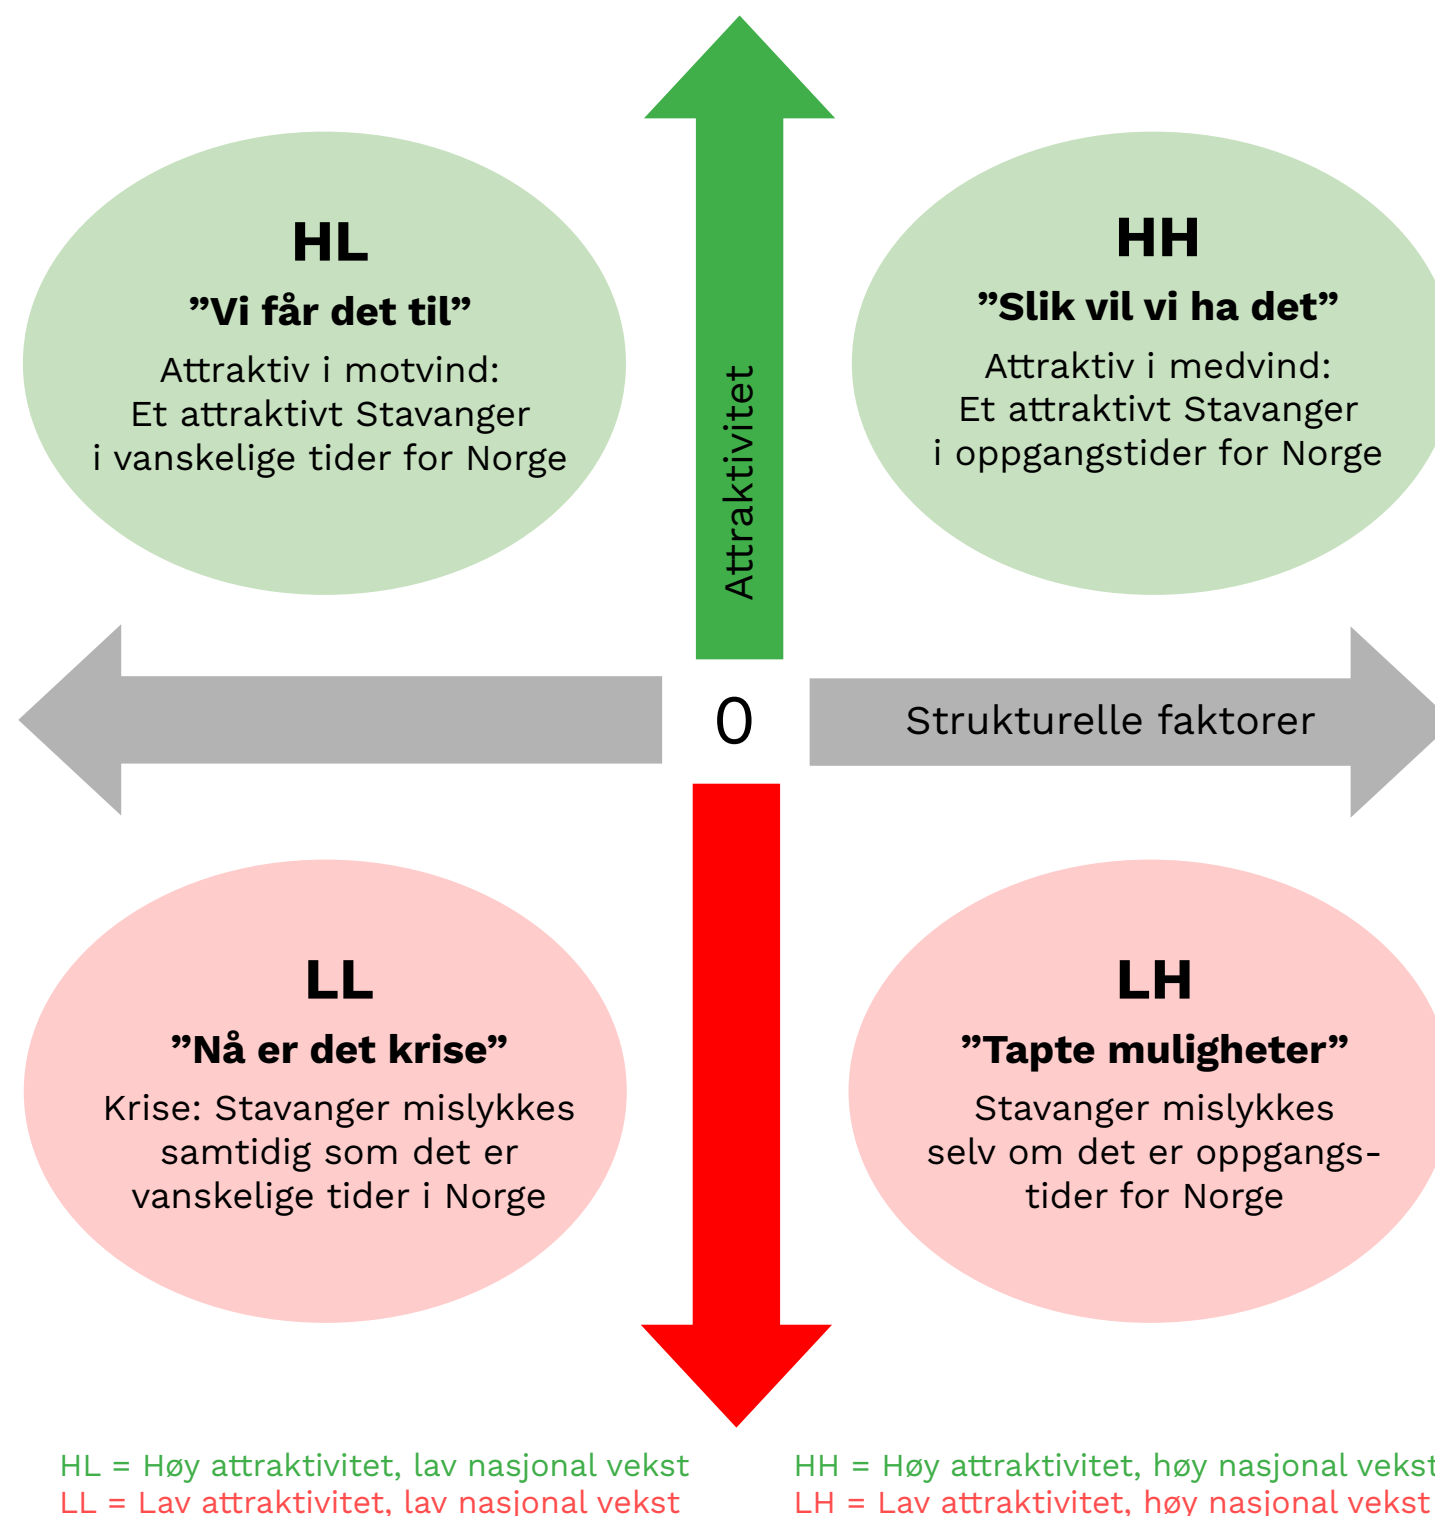 HL
”Vi får det til”
Attraktiv i motvind:
Et attraktivt Stavanger
i vanskelige tider for Norge
HH
”Slik vil vi ha det”
Attraktiv i medvind:
Et attraktivt Stavanger
i oppgangstider for Norge
Attraktivitet
0
Strukturelle faktorer
LL
”Nå er det krise”
Krise: Stavanger mislykkes
samtidig som det er
vanskelige tider i Norge
LH
”Tapte muligheter”
Stavanger mislykkes
selv om det er oppgangs-
tider for Norge
HL = Høy attraktivitet, lav nasjonal vekst
LL = Lav attraktivitet, lav nasjonal vekst
HH = Høy attraktivitet, høy nasjonal vekst
LH = Lav attraktivitet, høy nasjonal vekst